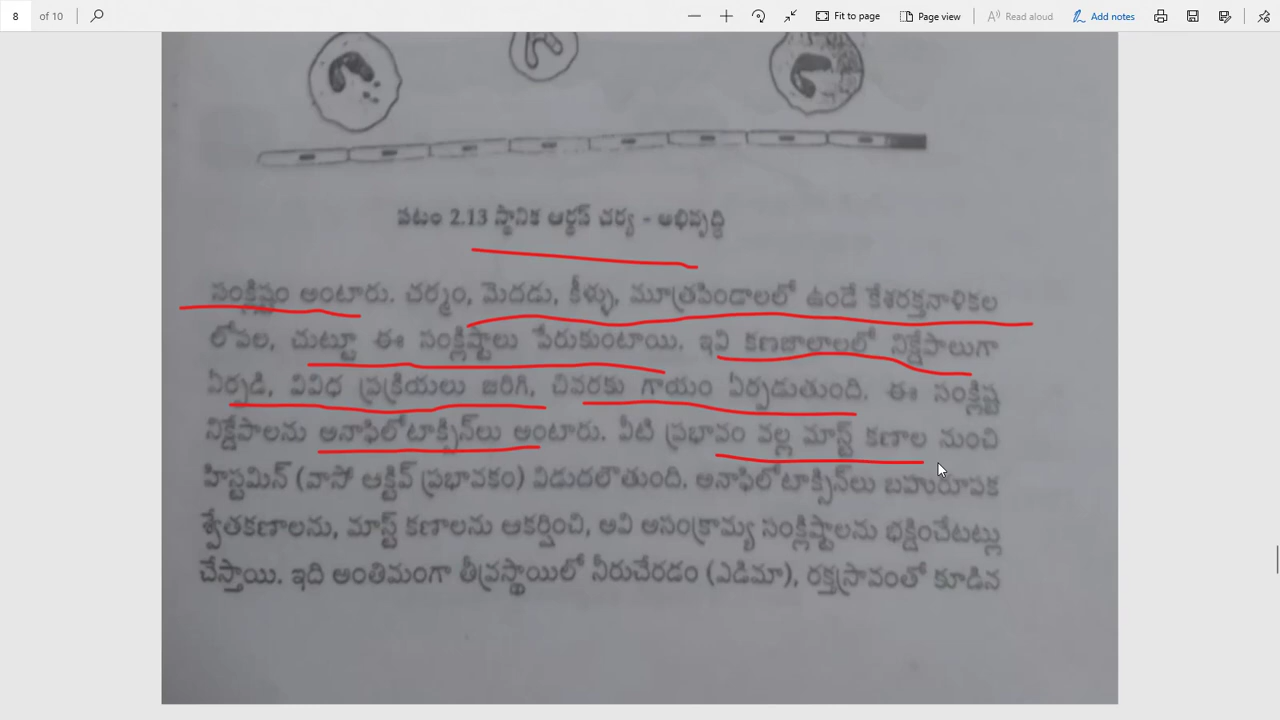 8 of 10 Fit to page Page view Read aloud Add notes
పటం 2.13 స్థానిక ఆర్థస్ చర్య - అభివృద్ధి
సంక్లిష్టం అంటారు. చర్మం, మెదడు, కీళ్ళు, మూత్రపిండాలలో ఉండే కేశరక్తనాళికల
లోపల, చుట్టూ ఈ సంక్లిష్టాలు పేరుకుంటాయి. ఇవి కణజాలాలలో నిక్షేపాలుగా
ఏర్పడి, వివిధ ప్రక్రియలు జరిగి, చివరకు గాయం ఏర్పడుతుంది. ఈ సంక్లిష్ట
నిక్షేపాలను అనాఫిలోటాక్సిన్‌లు అంటారు. వీటి ప్రభావం వల్ల మాస్ట్ కణాల నుంచి
హిస్టమిన్ (వాసో ఆక్టివ్ ప్రభావకం) విడుదలౌతుంది. అనాఫిలోటాక్సిన్‌లు బహురూపక
శ్వేతకణాలను, మాస్ట్ కణాలను ఆకర్షించి, అవి అసంక్రామ్య సంక్లిష్టాలను భక్షించేటట్లు
చేస్తాయి. ఇది అంతిమంగా తీవ్రస్థాయిలో నీరుచేరడం (ఎడిమా), రక్తస్రావంతో కూడిన